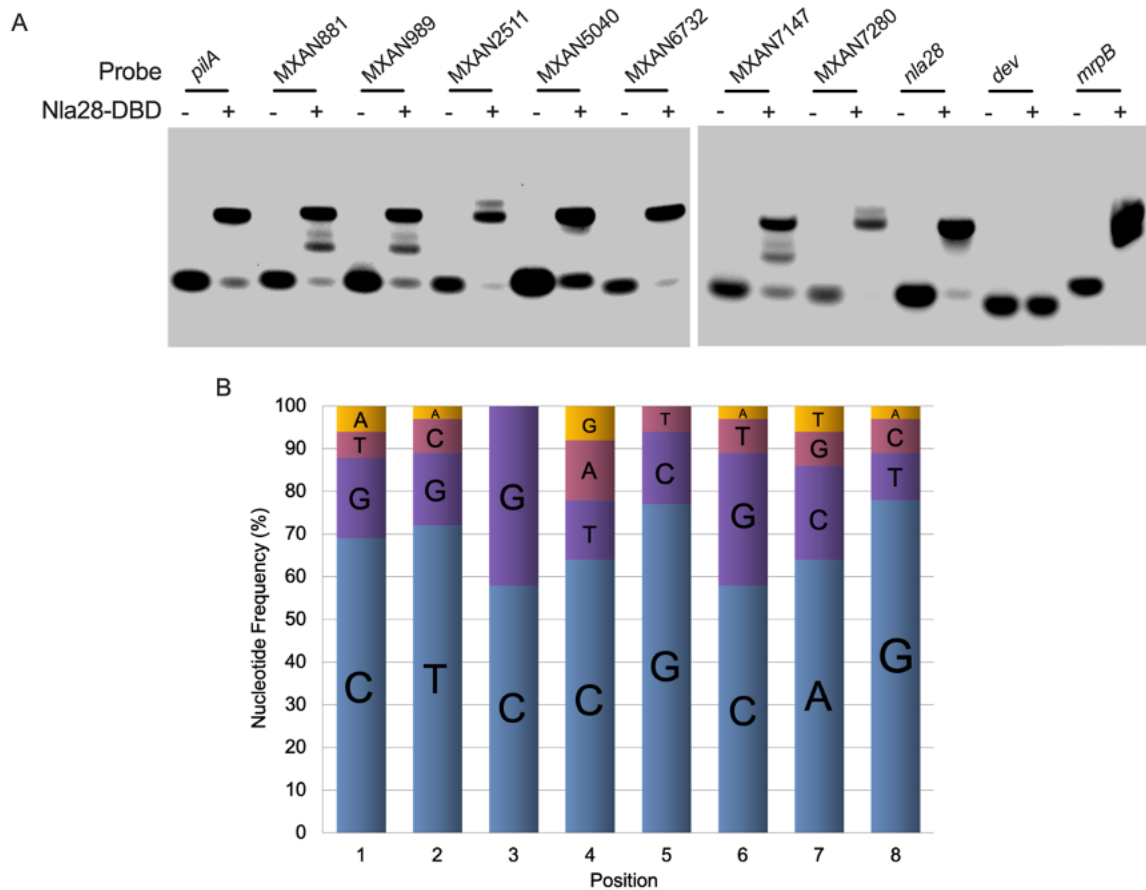 A
pilA MXAN881 MXAN989 MXAN2511 MXAN5040 MXAN6732 MXAN7147 MXAN7280 nla28 dev mrpB
Probe
Nla28-DBD - + - + - + - + - + - + - + - + - + - + - +
B
100 A A G T A T A
90 T C A T G C
80 G G G C G T
70 T C
60
50
40
30 C T C C G C A G
20
10
0
Nucleotide Frequency (%)
1 2 3 4 5 6 7 8
Position